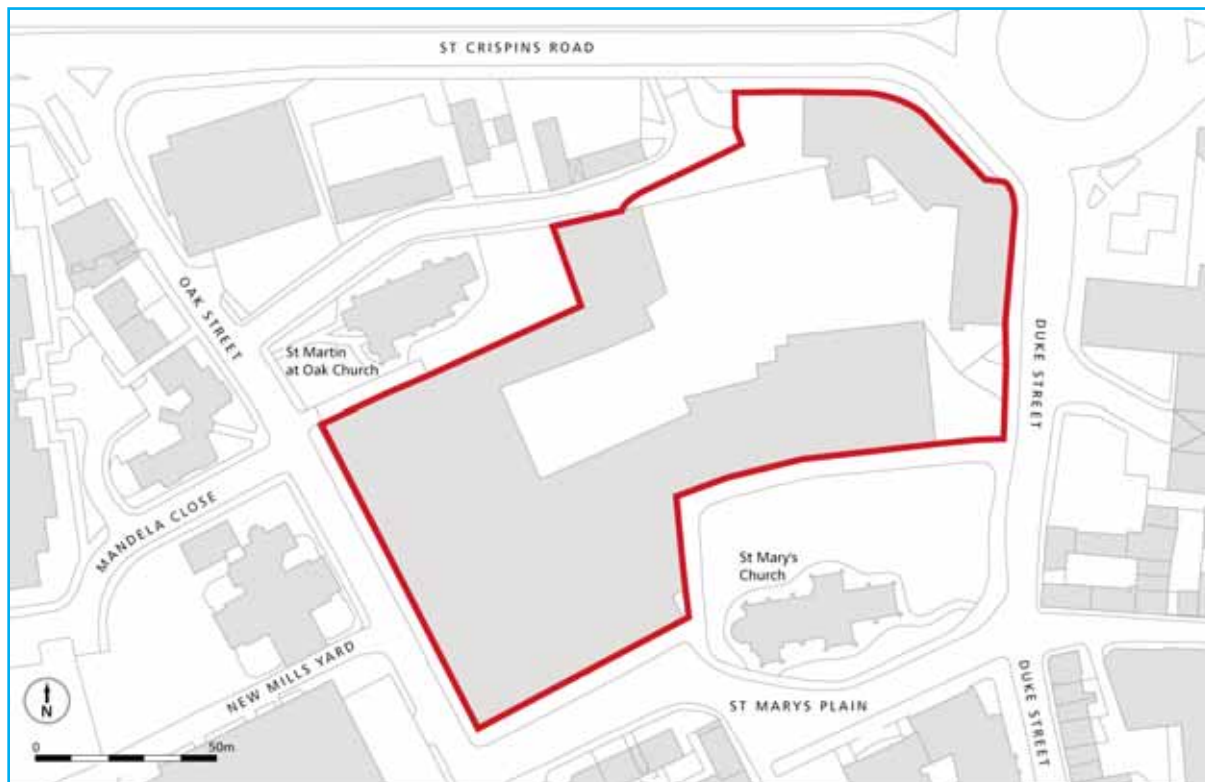 ST CRISPINS ROAD
OAK STREET
St Martin
at Oak Church
DUKE STREET
MANDELA CLOSE
St Mary's
Church
NEW MILLS YARD
ST MARYS PLAIN
DUKE STREET
N
0 50m